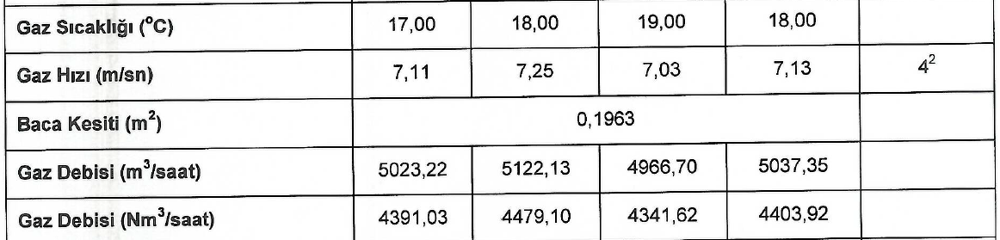 Gaz Sıcaklığı (⁰C) 17,00 18,00 19,00 18,00
Gaz Hızı (m/sn) 7,11 7,25 7,03 7,13 4²
Baca Kesiti (m²) 0,1963
Gaz Debisi (m³/saat) 5023,22 5122,13 4966,70 5037,35
Gaz Debisi (Nm³/saat) 4391,03 4479,10 4341,62 4403,92